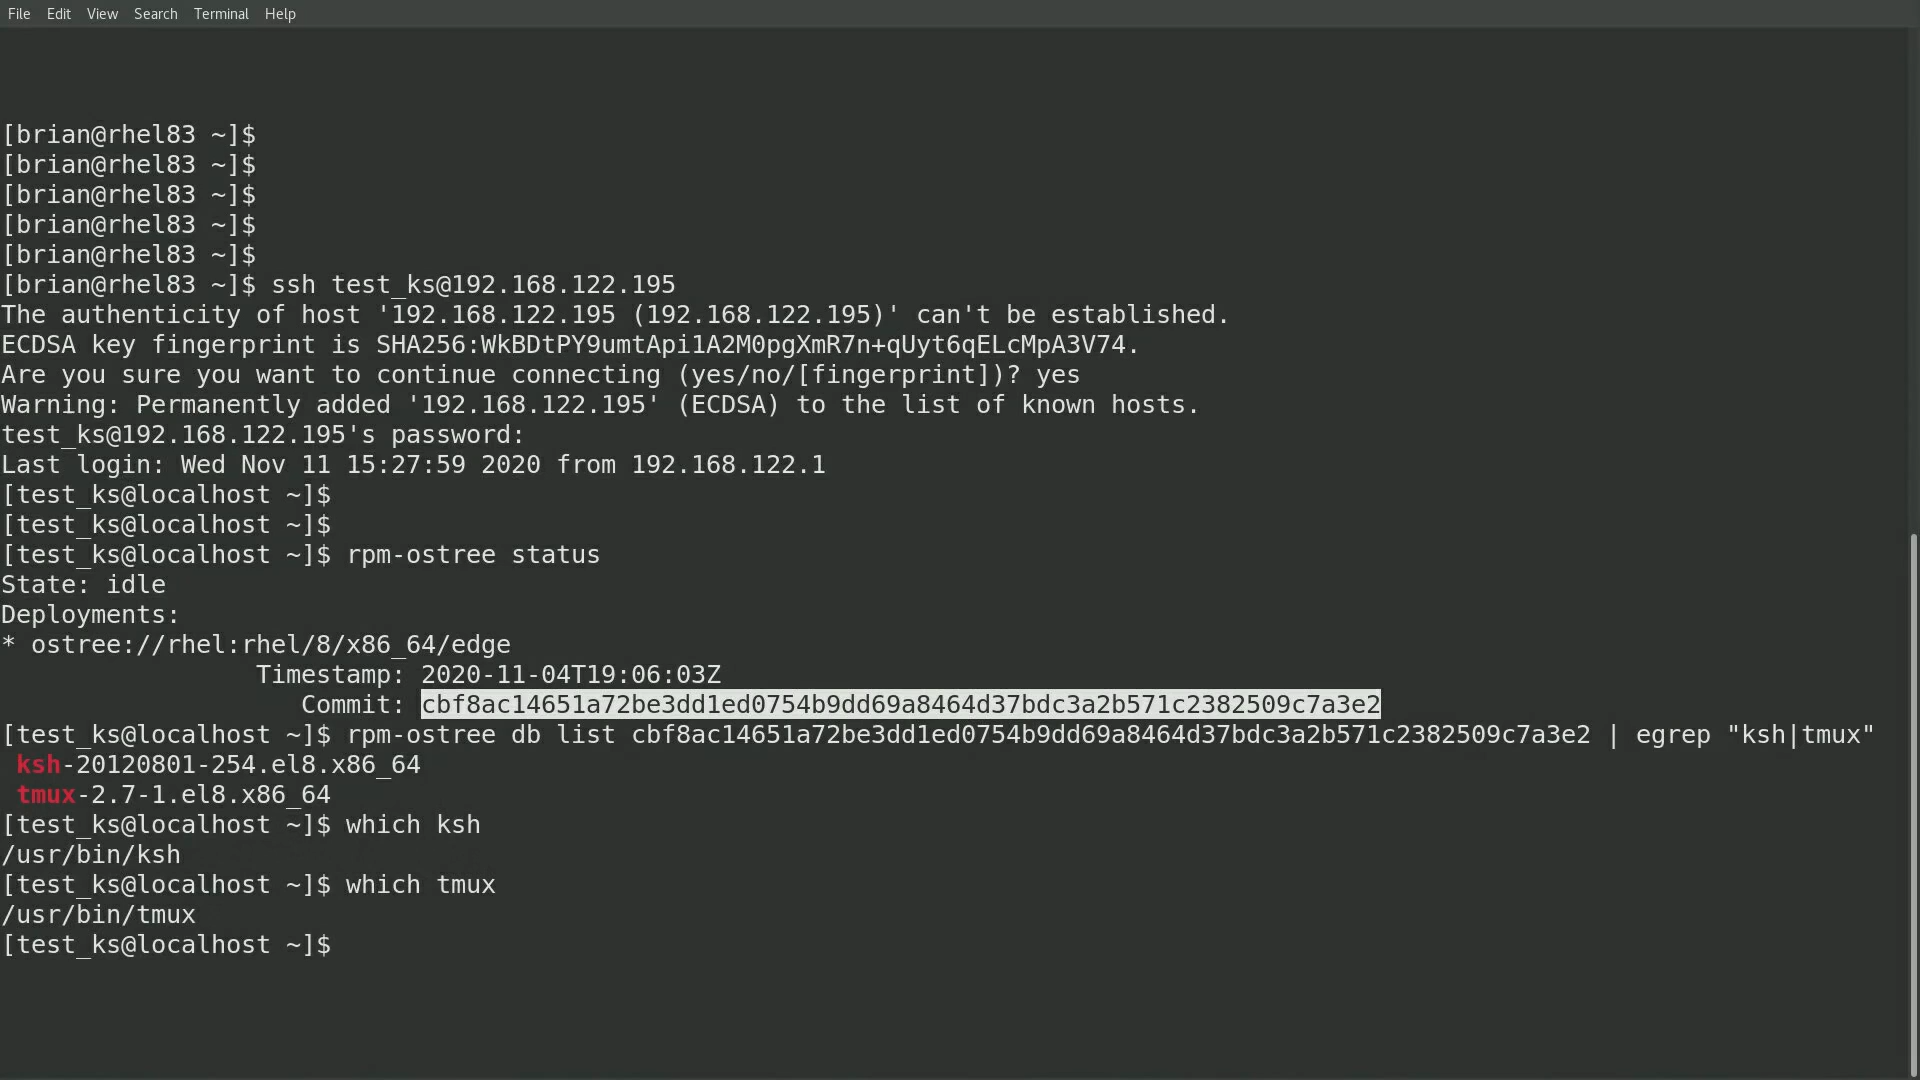 File Edit View Search Terminal Help
[brian@rhel83 ~]$
[brian@rhel83 ~]$
[brian@rhel83 ~]$
[brian@rhel83 ~]$
[brian@rhel83 ~]$
[brian@rhel83 ~]$ ssh test_ks@192.168.122.195
The authenticity of host '192.168.122.195 (192.168.122.195)' can't be established.
ECDSA key fingerprint is SHA256:WkBDtPY9umtApi1A2M0pgXmR7n+qUyt6qELcMpA3V74.
Are you sure you want to continue connecting (yes/no/[fingerprint])? yes
Warning: Permanently added '192.168.122.195' (ECDSA) to the list of known hosts.
test_ks@192.168.122.195's password:
Last login: Wed Nov 11 15:27:59 2020 from 192.168.122.1
[test_ks@localhost ~]$
[test_ks@localhost ~]$
[test_ks@localhost ~]$ rpm-ostree status
State: idle
Deployments:
* ostree://rhel:rhel/8/x86_64/edge
Timestamp: 2020-11-04T19:06:03Z
Commit: cbf8ac14651a72be3dd1ed0754b9dd69a8464d37bdc3a2b571c2382509c7a3e2
[test_ks@localhost ~]$ rpm-ostree db list cbf8ac14651a72be3dd1ed0754b9dd69a8464d37bdc3a2b571c2382509c7a3e2 | egrep "ksh|tmux"
ksh-20120801-254.el8.x86_64
tmux-2.7-1.el8.x86_64
[test_ks@localhost ~]$ which ksh
/usr/bin/ksh
[test_ks@localhost ~]$ which tmux
/usr/bin/tmux
[test_ks@localhost ~]$